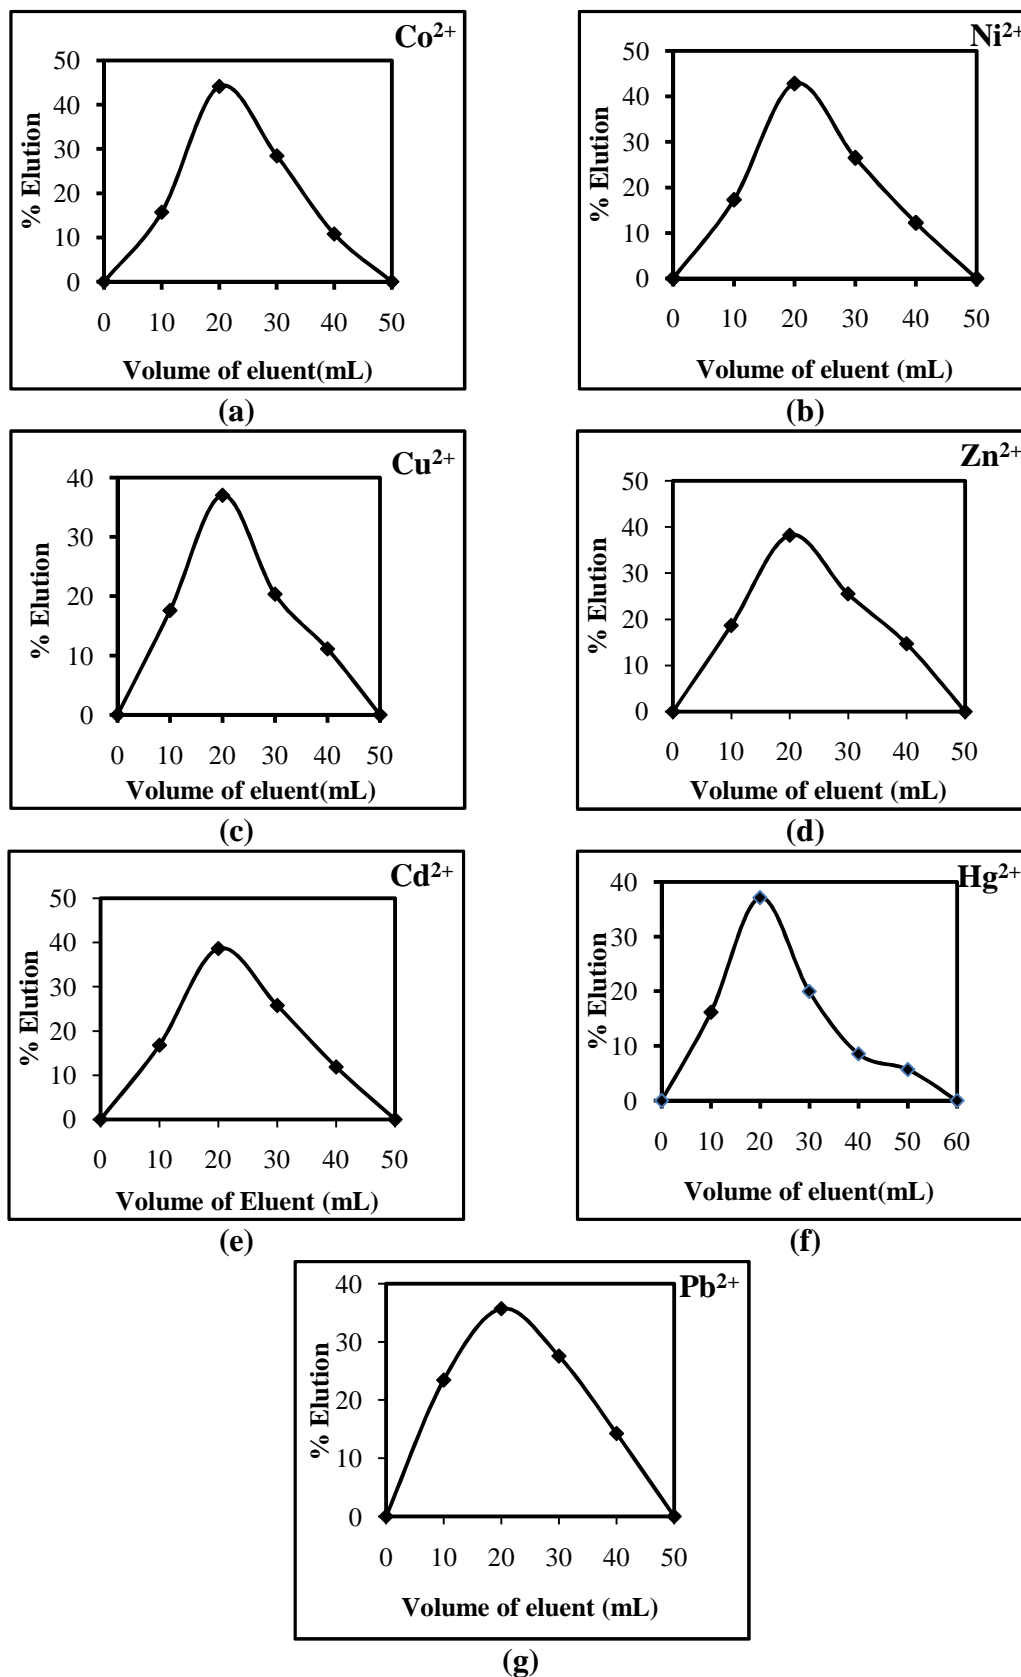 Co2+
50
40
30
20
10
0
% Elution
0 10 20 30 40 50
Volume of eluent(mL)
(a)
Ni2+
50
40
30
20
10
0
% Elution
0 10 20 30 40 50
Volume of eluent (mL)
(b)
Cu2+
40
30
20
10
0
% Elution
0 10 20 30 40 50
Volume of eluent(mL)
(c)
Zn2+
50
40
30
20
10
0
% Elution
0 10 20 30 40 50
Volume of eluent (mL)
(d)
Cd2+
50
40
30
20
10
0
% Elution
0 10 20 30 40 50
Volume of Eluent (mL)
(e)
Hg2+
40
30
20
10
0
% Elution
0 10 20 30 40 50 60
Volume of eluent(mL)
(f)
Pb2+
40
30
20
10
0
% Elution
0 10 20 30 40 50
Volume of eluent (mL)
(g)